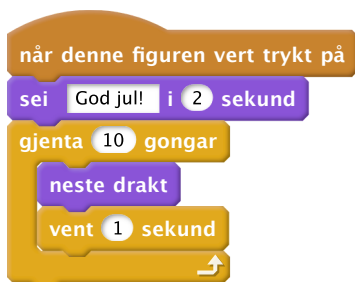 når denne figuren vert trykt på
sei God jul! i 2 sekund
gjenta 10 gongar
neste drakt
vent 1 sekund